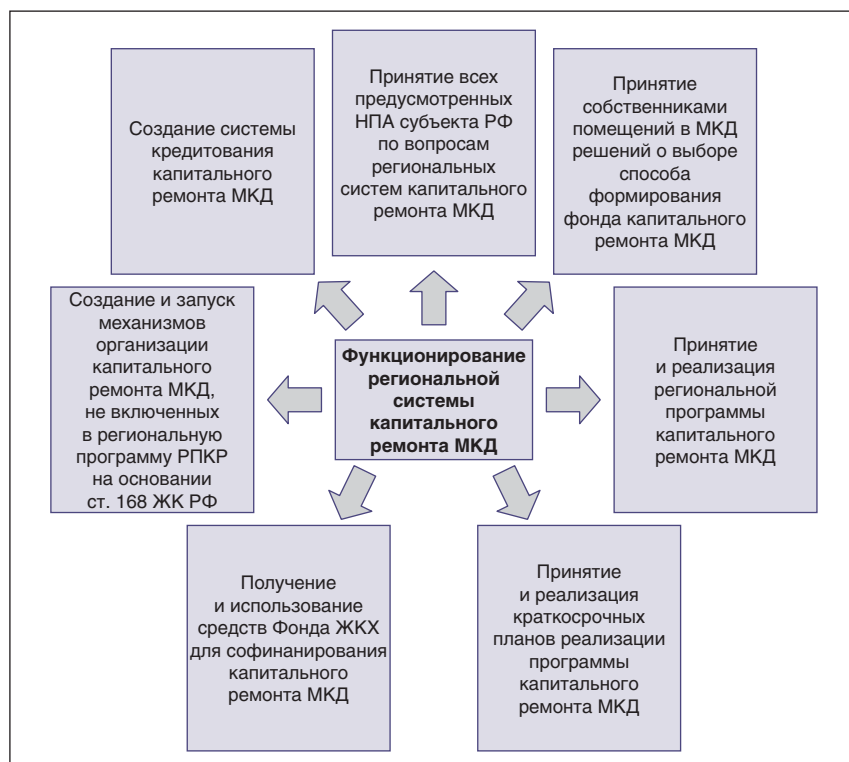 Создание системы
кредитования
капитального
ремонта МКД
Принятие всех
предусмотренных
НПА субъекта РФ
по вопросам
региональных
систем капитального
ремонта МКД
Принятие
собственниками
помещений в МКД
решений о выборе
способа
формирования
фонда капитального
ремонта МКД
Создание и запуск
механизмов
организации
капитального
ремонта МКД,
не включенных
в региональную
программу РПКР
на основании
ст. 168 ЖК РФ
Функционирование
региональной
системы
капитального
ремонта МКД
Принятие
и реализация
региональной
программы
капитального
ремонта МКД
Получение
и использование
средств Фонда ЖКХ
для софинанирования
капитального
ремонта МКД
Принятие
и реализация
краткосрочных
планов реализации
программы
капитального
ремонта МКД